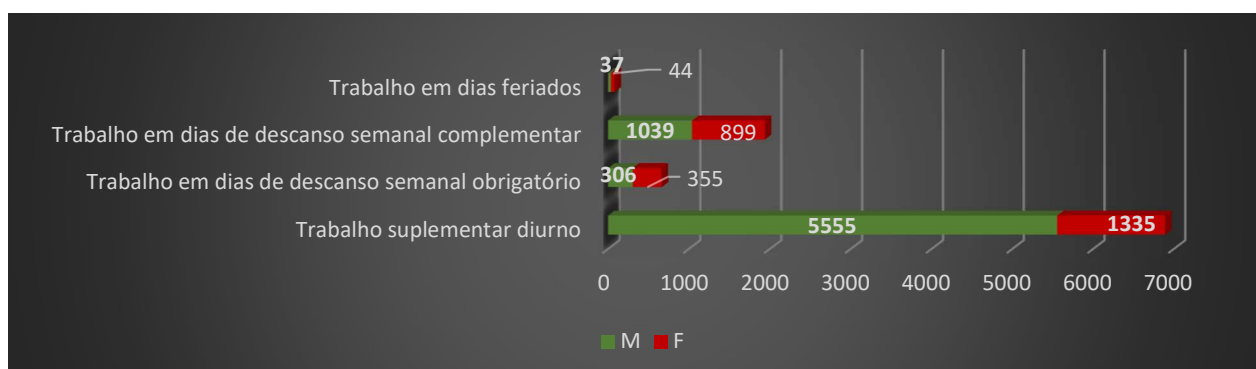 37 44
Trabalho em dias feriados
Trabalho em dias de descanso semanal complementar 1039 899
Trabalho em dias de descanso semanal obrigatório 306 355
Trabalho suplementar diurno 5555 1335
0 1000 2000 3000 4000 5000 6000 7000
M F